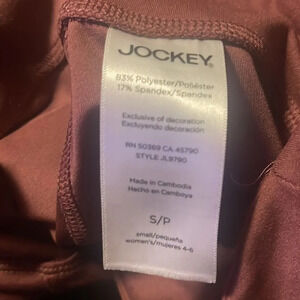 JOCKEY.
83% Polyester/Poliéster
17% Spandex/Spandex
Exclusive of decoration
Excluyendo decoración
RN 50369 CA 45790
STYLE JL9790
Made in Cambodia
Hecho en Camboya
S/P
small/pequeña
women's/mujeres 4-6